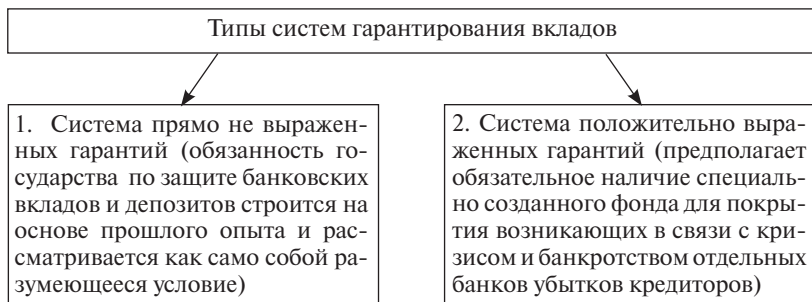 Типы систем гарантирования вкладов
1. Система прямо не выражен-
ных гарантий (обязанность го-
сударства по защите банковских
вкладов и депозитов строится на
основе прошлого опыта и рас-
сматривается как само собой ра-
зумеющееся условие)
2. Система положительно выра-
женных гарантий (предполагает
обязательное наличие специаль-
но созданного фонда для покры-
тия возникающих в связи с кри-
зисом и банкротством отдельных
банков убытков кредиторов)